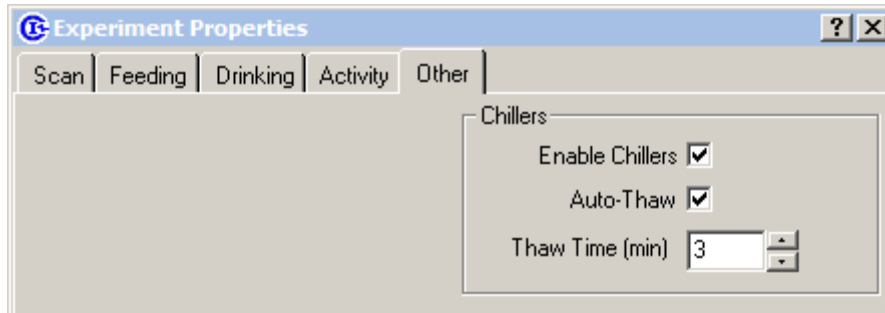 Experiment Properties
Scan Feeding Drinking Activity Other
Chillers
Enable Chillers
Auto-Thaw
Thaw Time (min) 3